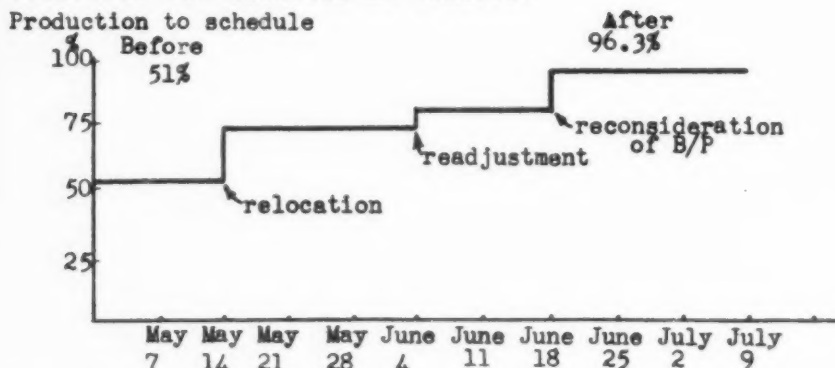 Production to schedule
% Before
51%
After
96.3%
100
75
50
25
relocation
readjustment
reconsideration
of B/P
May May May May June June June June July July
7 14 21 28 4 11 18 25 2 9